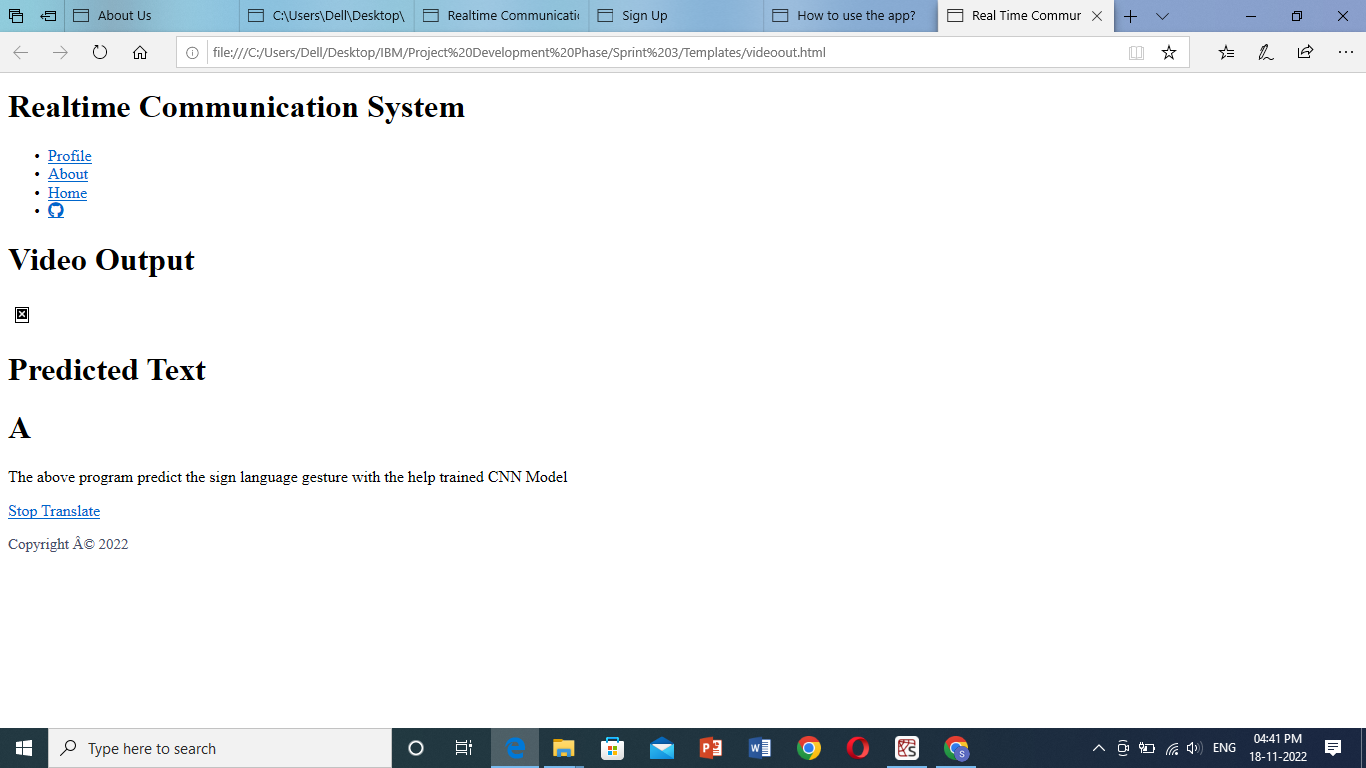 About Us
C:\Users\Dell\Desktop\
Realtime Communicatio
Sign Up
How to use the app?
Real Time Commur
file:///C:/Users/Dell/Desktop/IBM/Project%20Development%20Phase/Sprint%203/Templates/videoout.html
Realtime Communication System
• Profile
• About
• Home
Video Output
Predicted Text
A
The above program predict the sign language gesture with the help trained CNN Model
Stop Translate
Copyright Â© 2022
Type here to search
ENG
04:41 PM
18-11-2022